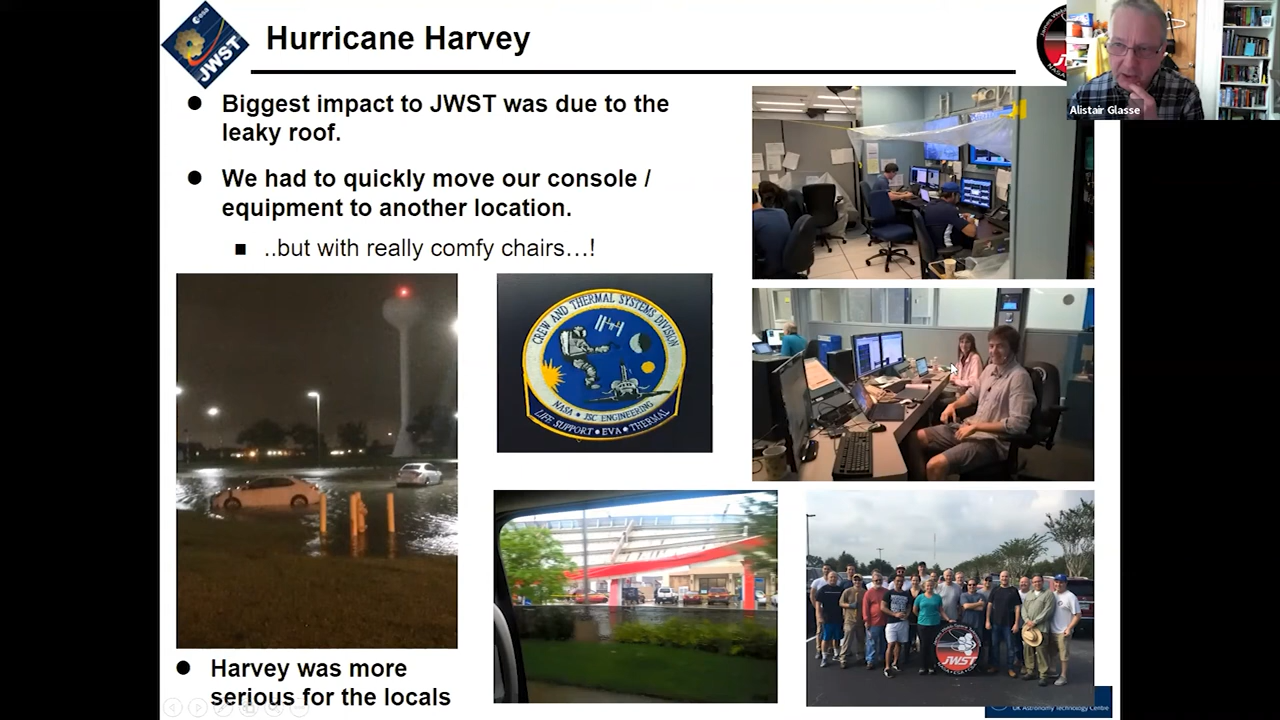 esa
JWST
Hurricane Harvey
Alistair Glasse
Biggest impact to JWST was due to the
leaky roof.
We had to quickly move our console /
equipment to another location.
..but with really comfy chairs…!
CREW AND THERMAL SYSTEMS DIVISION
NASA • JSC ENGINEERING
LIFE SUPPORT • EVA • THERMAL
JWST
Harvey was more
serious for the locals
UK Astronomy Technology Centre